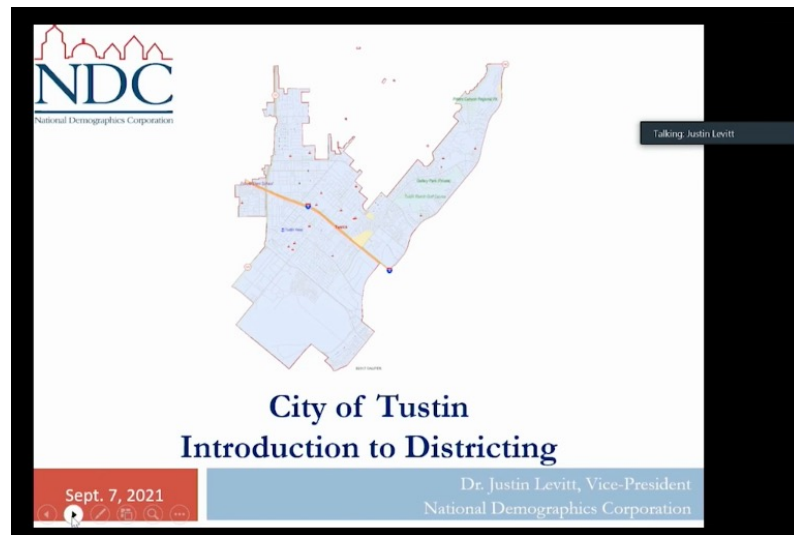 NDC
National Demographics Corporation
Talking: Justin Levitt
City of Tustin
Introduction to Districting
Sept. 7, 2021
Dr. Justin Levitt, Vice-President
National Demographics Corporation